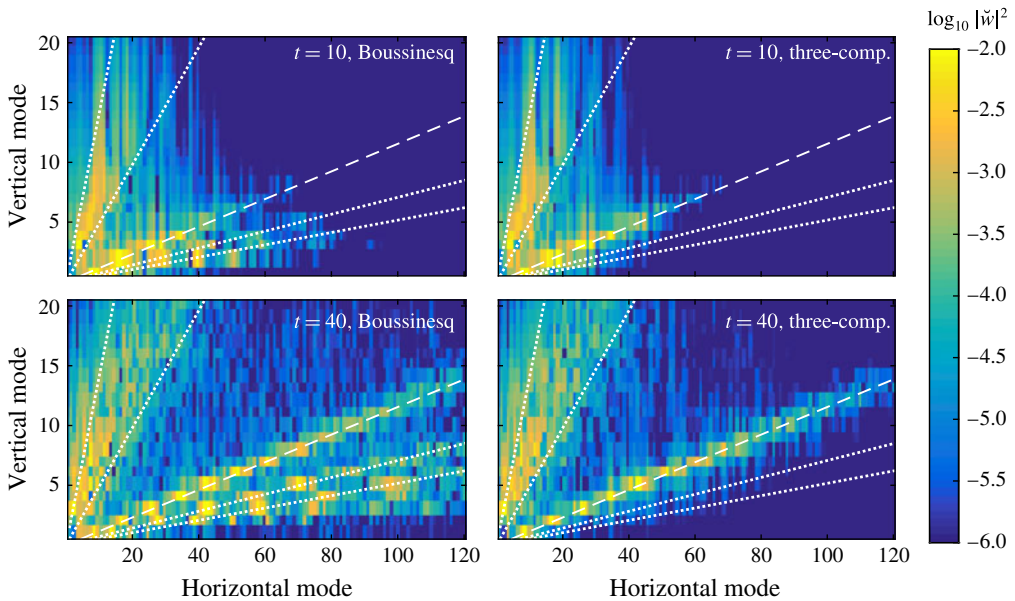 log₁₀ |w̆|²
t = 10, Boussinesq
t = 10, three-comp.
t = 40, Boussinesq
t = 40, three-comp.
Vertical mode
20
15
10
5
Vertical mode
20
15
10
5
20 40 60 80 100 120
20 40 60 80 100 120
Horizontal mode
Horizontal mode
−2.0
−2.5
−3.0
−3.5
−4.0
−4.5
−5.0
−5.5
−6.0